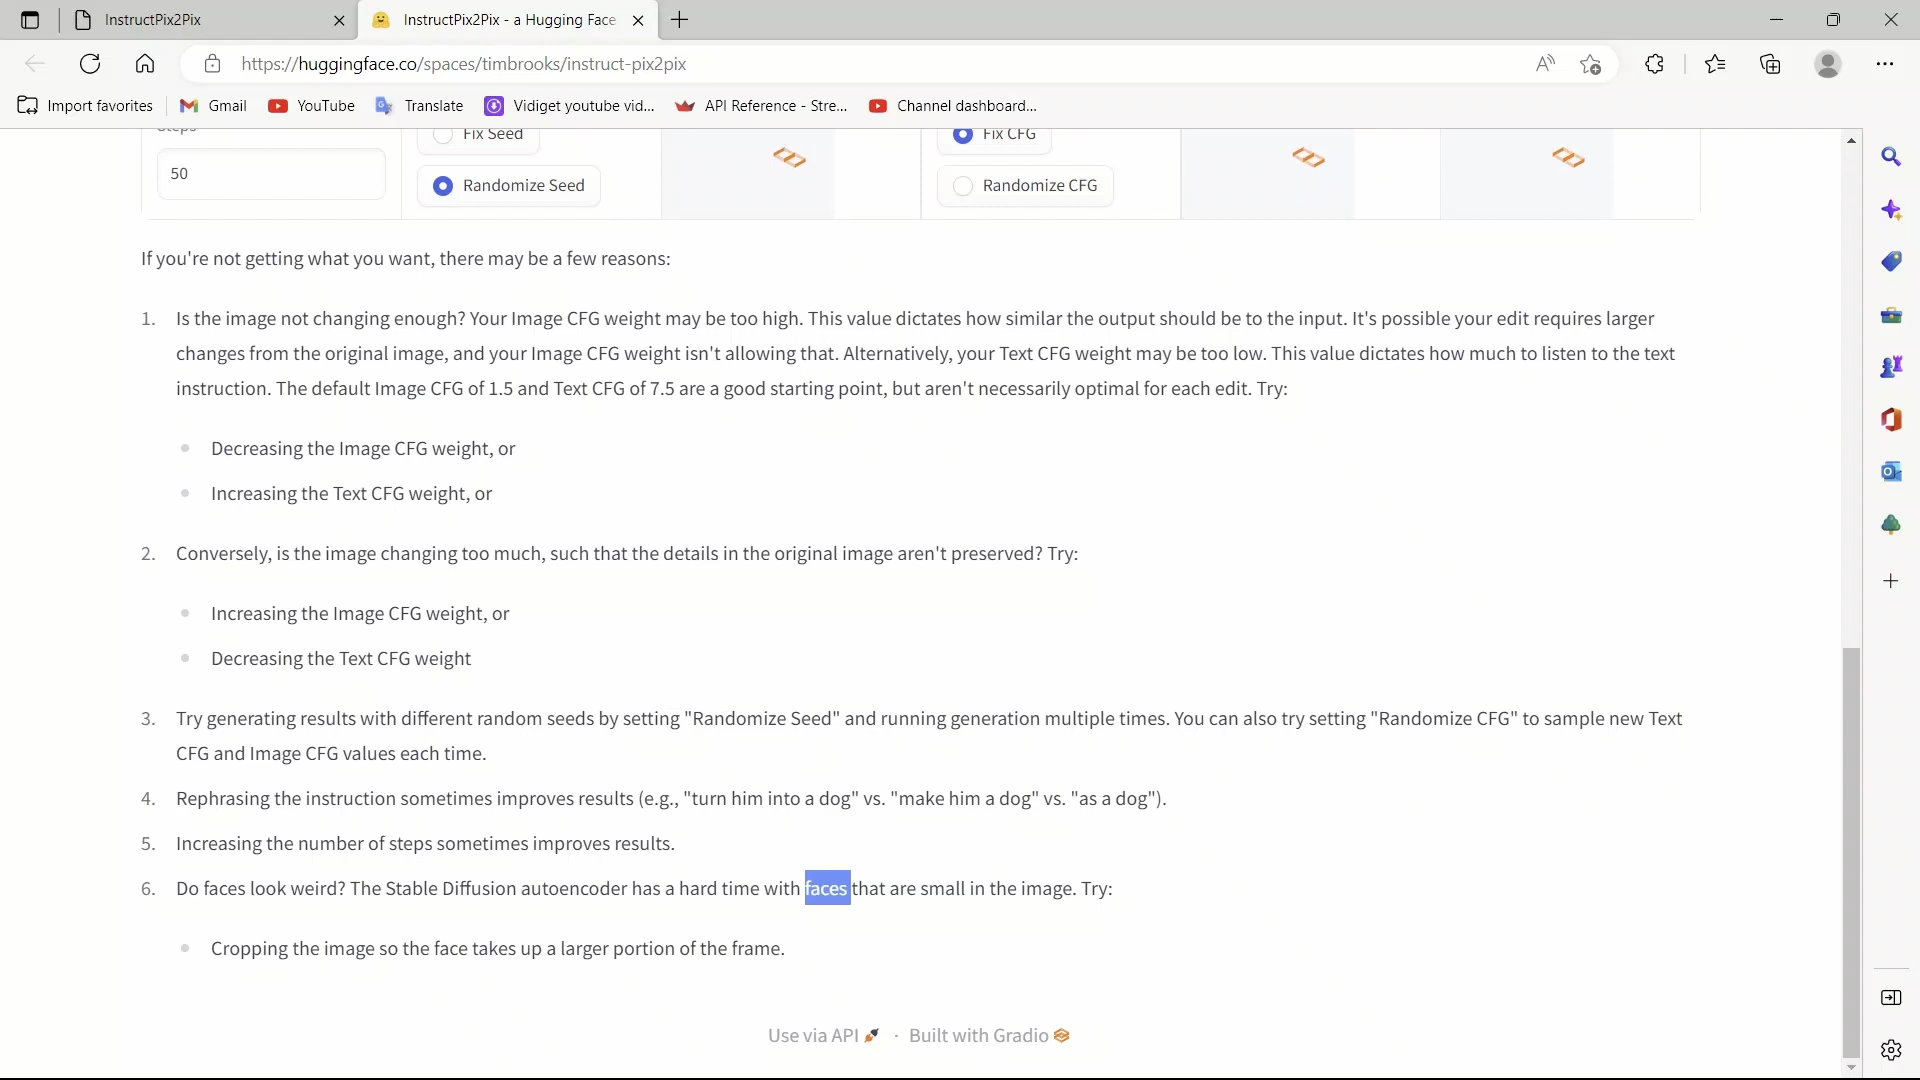 InstructPix2Pix
InstructPix2Pix - a Hugging Face
https://huggingface.co/spaces/timbrooks/instruct-pix2pix
Import favorites
Gmail
YouTube
Translate
Vidiget youtube vid...
API Reference - Stre...
Channel dashboard...
Steps
Fix Seed
Fix CFG
50
Randomize Seed
Randomize CFG
If you're not getting what you want, there may be a few reasons:
1. Is the image not changing enough? Your Image CFG weight may be too high. This value dictates how similar the output should be to the input. It's possible your edit requires larger
changes from the original image, and your Image CFG weight isn't allowing that. Alternatively, your Text CFG weight may be too low. This value dictates how much to listen to the text
instruction. The default Image CFG of 1.5 and Text CFG of 7.5 are a good starting point, but aren't necessarily optimal for each edit. Try:
Decreasing the Image CFG weight, or
Increasing the Text CFG weight, or
2. Conversely, is the image changing too much, such that the details in the original image aren't preserved? Try:
Increasing the Image CFG weight, or
Decreasing the Text CFG weight
3. Try generating results with different random seeds by setting "Randomize Seed" and running generation multiple times. You can also try setting "Randomize CFG" to sample new Text
CFG and Image CFG values each time.
4. Rephrasing the instruction sometimes improves results (e.g., "turn him into a dog" vs. "make him a dog" vs. "as a dog").
5. Increasing the number of steps sometimes improves results.
6. Do faces look weird? The Stable Diffusion autoencoder has a hard time with faces that are small in the image. Try:
Cropping the image so the face takes up a larger portion of the frame.
Use via API · Built with Gradio